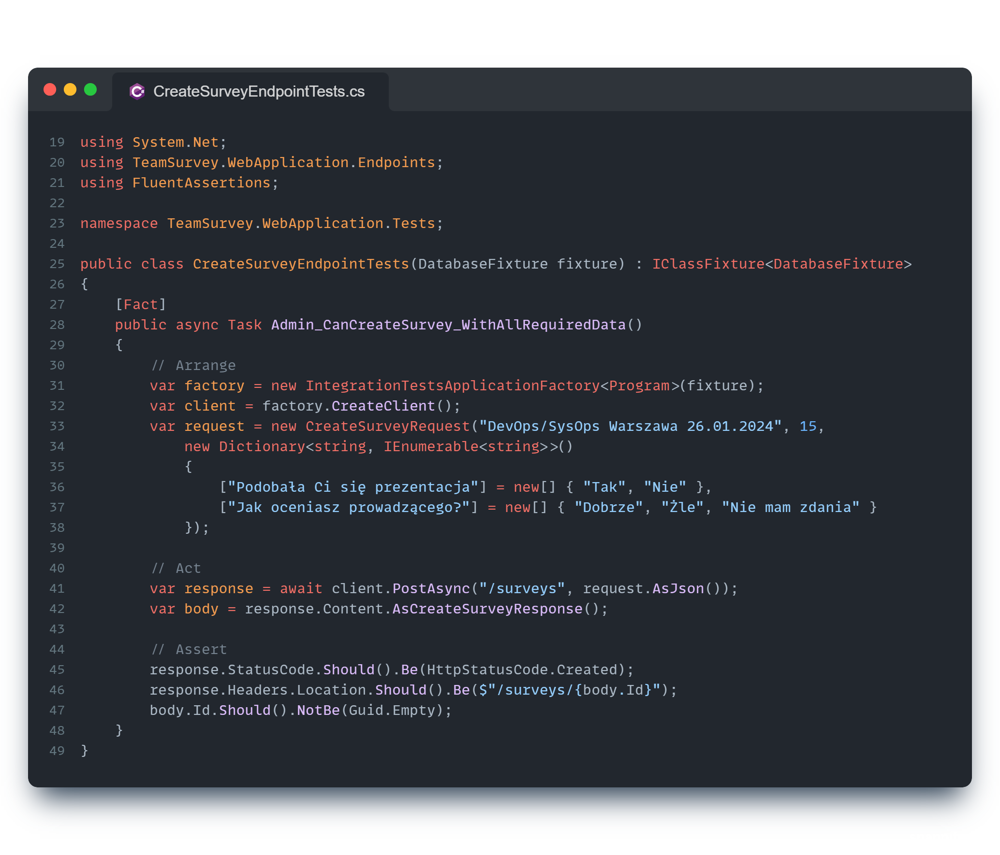 CreateSurveyEndpointTests.cs
19 using System.Net;
20 using TeamSurvey.WebApplication.Endpoints;
21 using FluentAssertions;
22
23 namespace TeamSurvey.WebApplication.Tests;
24
25 public class CreateSurveyEndpointTests(DatabaseFixture fixture) : IClassFixture<DatabaseFixture>
26 {
27     [Fact]
28     public async Task Admin_CanCreateSurvey_WithAllRequiredData()
29     {
30         // Arrange
31         var factory = new IntegrationTestsApplicationFactory<Program>(fixture);
32         var client = factory.CreateClient();
33         var request = new CreateSurveyRequest("DevOps/SysOps Warszawa 26.01.2024", 15,
34             new Dictionary<string, IEnumerable<string>>()
35             {
36                 ["Podobała Ci się prezentacja"] = new[] { "Tak", "Nie" },
37                 ["Jak oceniasz prowadzącego?"] = new[] { "Dobrze", "Żle", "Nie mam zdania" }
38             });
39
40         // Act
41         var response = await client.PostAsync("/surveys", request.AsJson());
42         var body = response.Content.AsCreateSurveyResponse();
43
44         // Assert
45         response.StatusCode.Should().Be(HttpStatusCode.Created);
46         response.Headers.Location.Should().Be($"/surveys/{body.Id}");
47         body.Id.Should().NotBe(Guid.Empty);
48     }
49 }